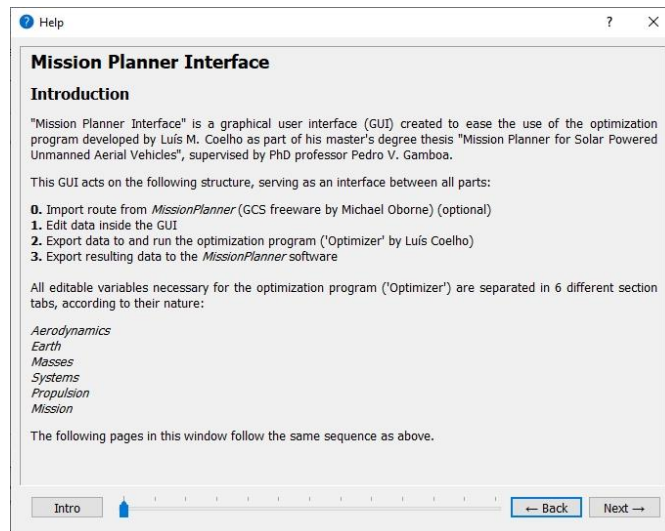 Help
? ×
Mission Planner Interface
Introduction
"Mission Planner Interface" is a graphical user interface (GUI) created to ease the use of the optimization
program developed by Luís M. Coelho as part of his master's degree thesis "Mission Planner for Solar Powered
Unmanned Aerial Vehicles", supervised by PhD professor Pedro V. Gamboa.
This GUI acts on the following structure, serving as an interface between all parts:
0. Import route from MissionPlanner (GCS freeware by Michael Oborne) (optional)
1. Edit data inside the GUI
2. Export data to and run the optimization program ('Optimizer' by Luís Coelho)
3. Export resulting data to the MissionPlanner software
All editable variables necessary for the optimization program ('Optimizer') are separated in 6 different section
tabs, according to their nature:
Aerodynamics
Earth
Masses
Systems
Propulsion
Mission
The following pages in this window follow the same sequence as above.
Intro ← Back Next →